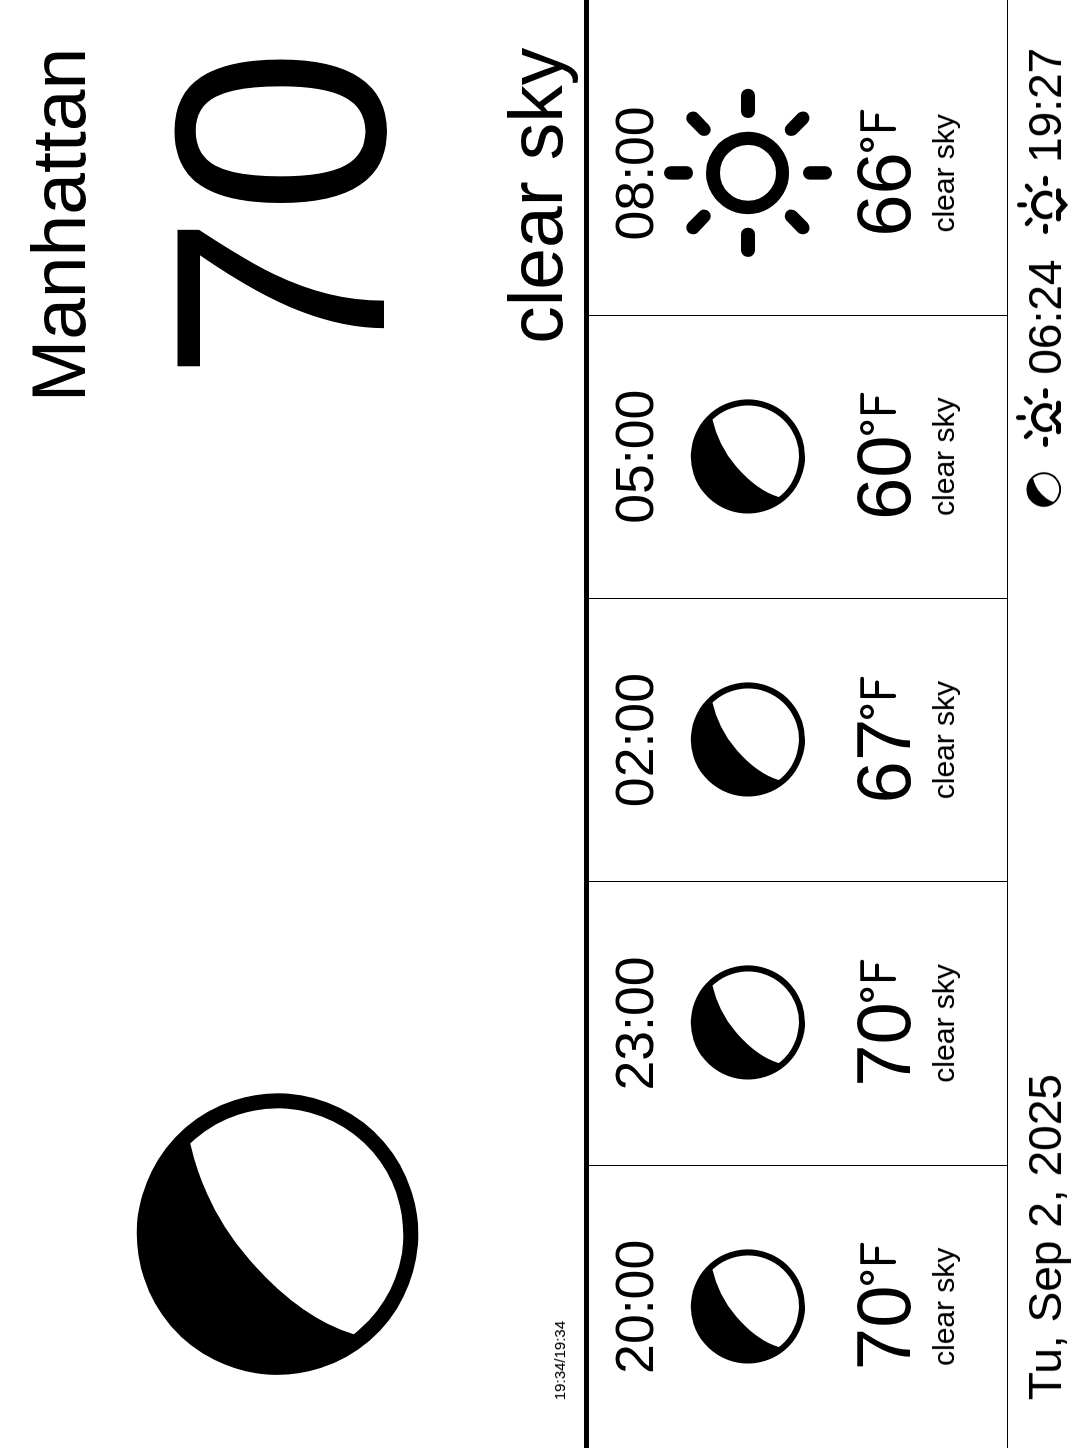 Manhattan
70
clear sky
19:34/19:34
20:00 23:00 02:00 05:00 08:00
70°F 70°F 67°F 60°F 66°F
clear sky clear sky clear sky clear sky clear sky
Tu, Sep 2, 2025 06:24 19:27